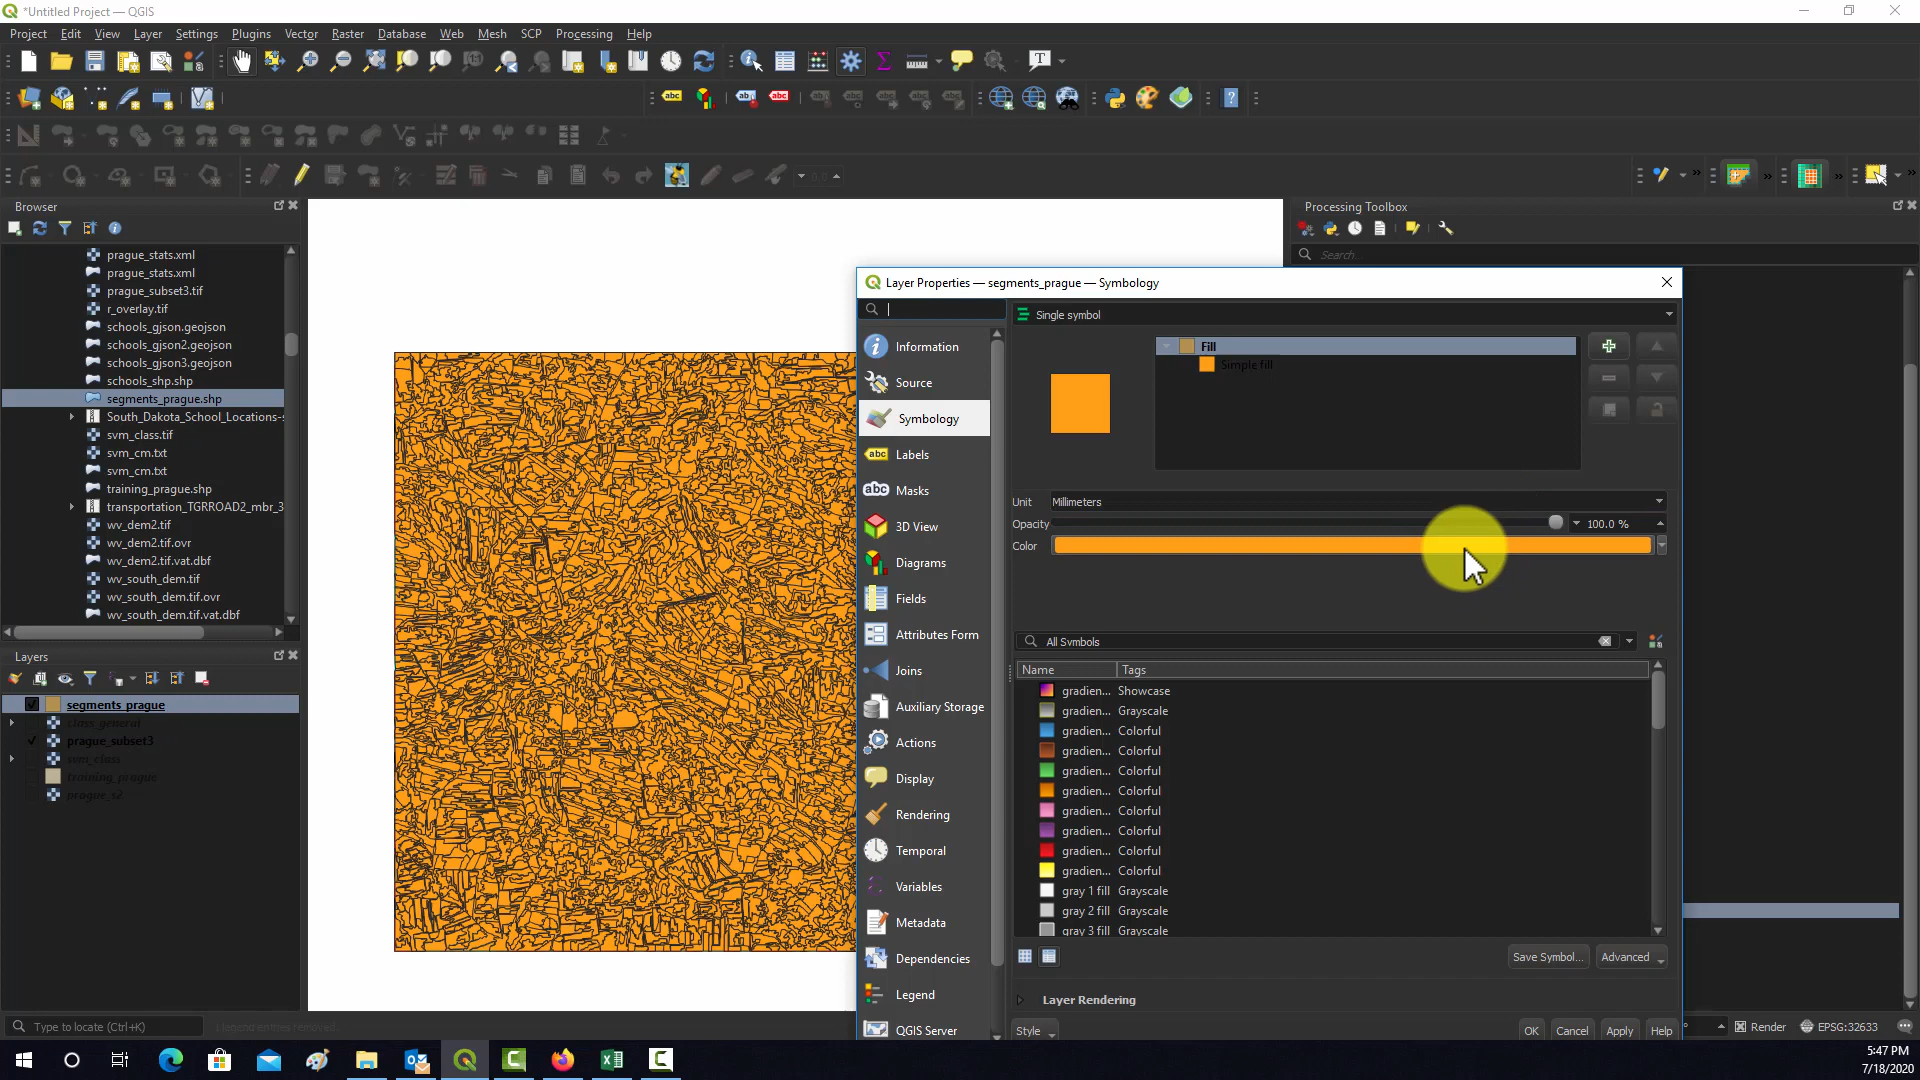 *Untitled Project — QGIS
Project Edit View Layer Settings Plugins Vector Raster Database Web Mesh SCP Processing Help
Browser
prague_stats.xml
prague_stats.xml
prague_subset3.tif
r_overlay.tif
schools_gjson.geojson
schools_gjson2.geojson
schools_gjson3.geojson
schools_shp.shp
segments_prague.shp
South_Dakota_School_Locations-s
svm_class.tif
svm_cm.txt
svm_cm.txt
training_prague.shp
transportation_TGRROAD2_mbr_3
wv_dem2.tif
wv_dem2.tif.ovr
wv_dem2.tif.vat.dbf
wv_south_dem.tif
wv_south_dem.tif.ovr
wv_south_dem.tif.vat.dbf
Layers
segments_prague
class_general
prague_subset3
svm_class
training_prague
prague_s2
Type to locate (Ctrl+K)
1 legend entries removed.
Processing Toolbox
Search...
Layer Properties — segments_prague — Symbology
Information
Source
Symbology
Labels
Masks
3D View
Diagrams
Fields
Attributes Form
Joins
Auxiliary Storage
Actions
Display
Rendering
Temporal
Variables
Metadata
Dependencies
Legend
QGIS Server
Single symbol
Fill
Simple fill
Unit Millimeters
Opacity 100.0 %
Color
All Symbols
Name Tags
gradien... Showcase
gradien... Grayscale
gradien... Colorful
gradien... Colorful
gradien... Colorful
gradien... Colorful
gradien... Colorful
gradien... Colorful
gradien... Colorful
gradien... Colorful
gray 1 fill Grayscale
gray 2 fill Grayscale
gray 3 fill Grayscale
Save Symbol... Advanced
Layer Rendering
Style OK Cancel Apply Help
Render EPSG:32633
5:47 PM
7/18/2020